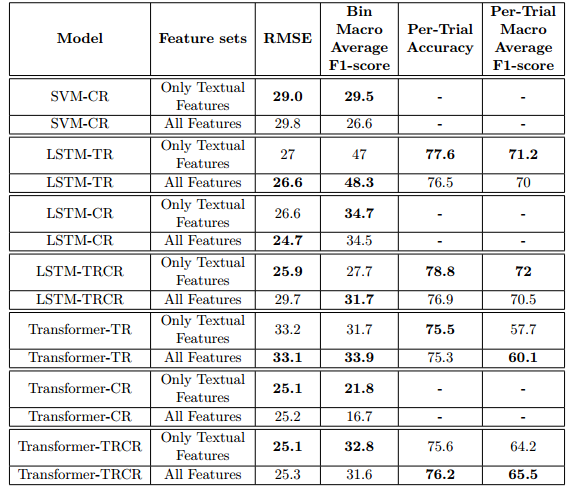 Model Feature sets RMSE Bin Macro Average F1-score Per-Trial Accuracy Per-Trial Macro Average F1-score
SVM-CR Only Textual Features 29.0 29.5 - -
SVM-CR All Features 29.8 26.6 - -
LSTM-TR Only Textual Features 27 47 77.6 71.2
LSTM-TR All Features 26.6 48.3 76.5 70
LSTM-CR Only Textual Features 26.6 34.7 - -
LSTM-CR All Features 24.7 34.5 - -
LSTM-TRCR Only Textual Features 25.9 27.7 78.8 72
LSTM-TRCR All Features 29.7 31.7 76.9 70.5
Transformer-TR Only Textual Features 33.2 31.7 75.5 57.7
Transformer-TR All Features 33.1 33.9 75.3 60.1
Transformer-CR Only Textual Features 25.1 21.8 - -
Transformer-CR All Features 25.2 16.7 - -
Transformer-TRCR Only Textual Features 25.1 32.8 75.6 64.2
Transformer-TRCR All Features 25.3 31.6 76.2 65.5